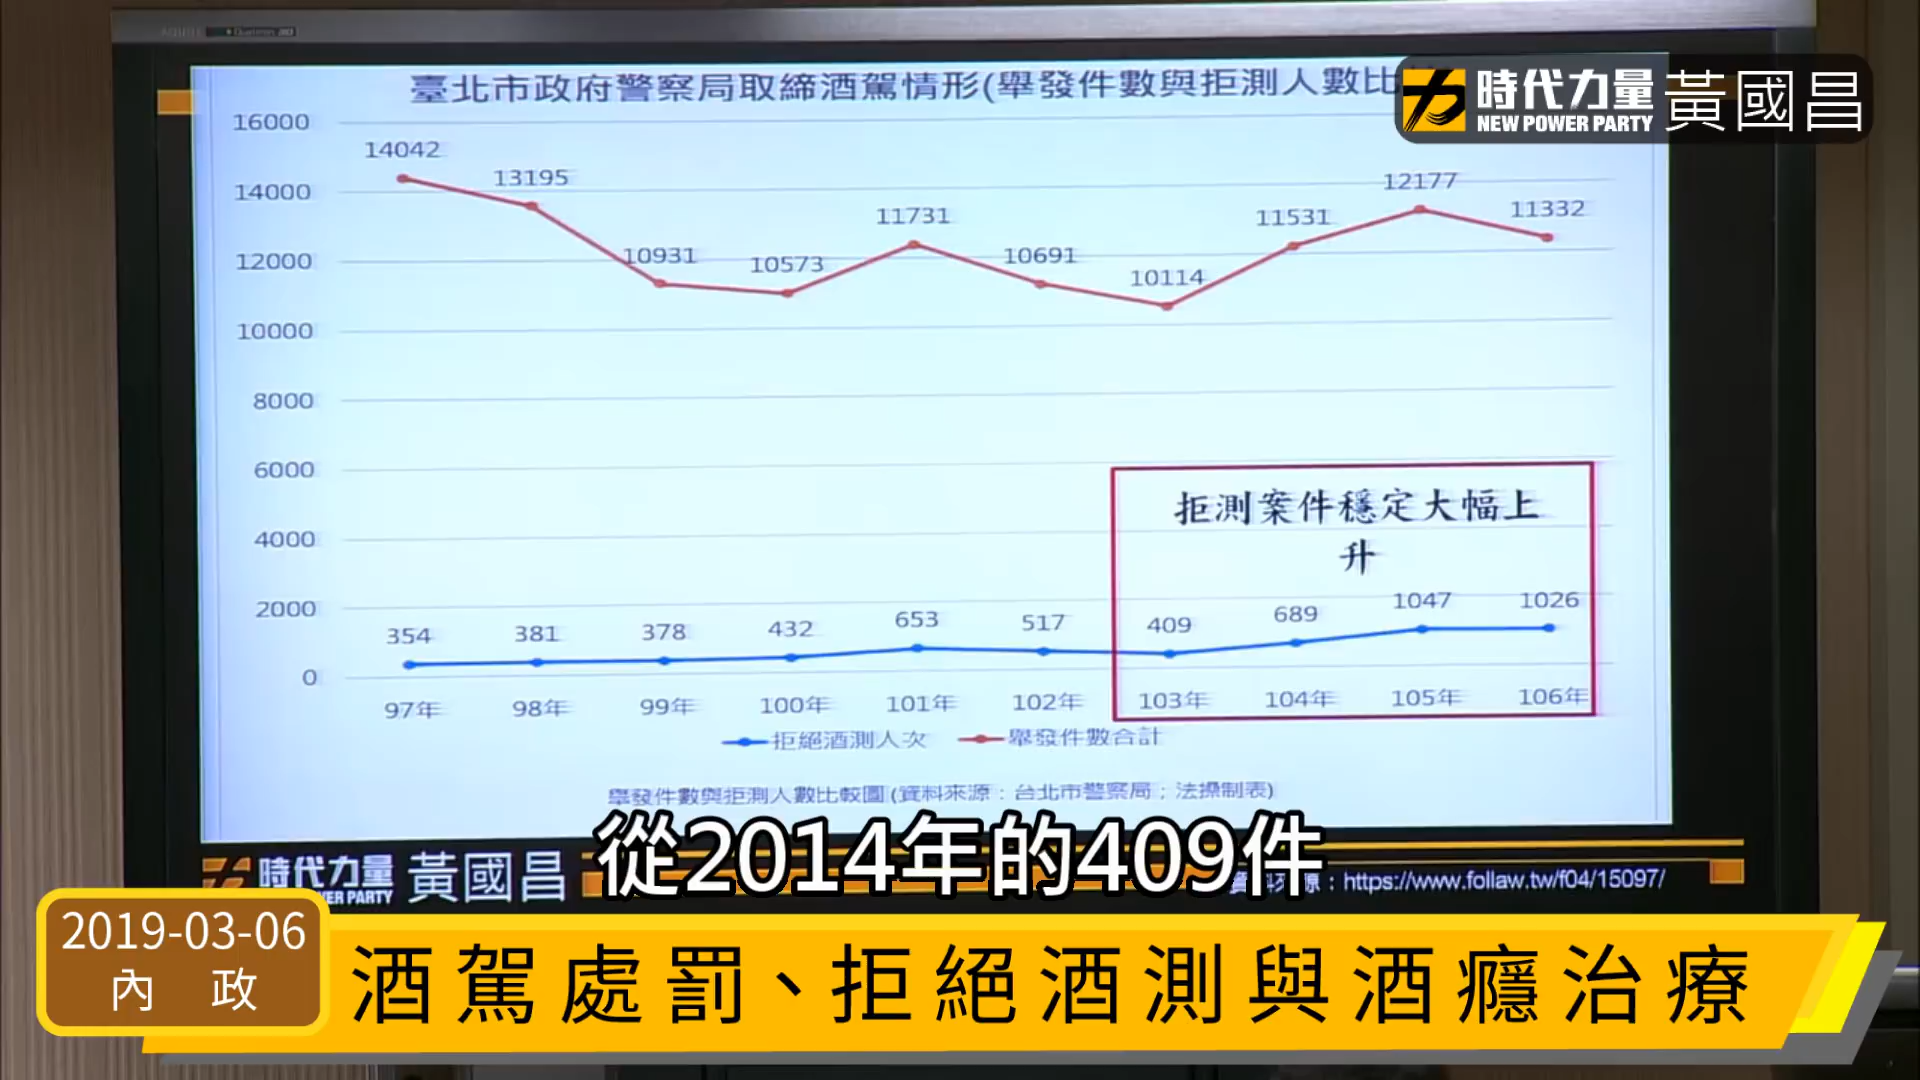 臺北市政府警察局取締酒駕情形(舉發件數與拒測人數比
時代力量
NEW POWER PARTY
黃國昌
16000
14000
12000
10000
8000
6000
4000
2000
0
14042
13195
10931
10573
11731
10691
10114
11531
12177
11332
拒測案件穩定大幅上
升
354
381
378
432
653
517
409
689
1047
1026
97年
98年
99年
100年
101年
102年
103年
104年
105年
106年
拒絕酒測人次
舉發件數合計
舉發件數與拒測人數比較圖(資料來源：台北市警察局；法操制表)
從2014年的409件
時代力量
ER PARTY
黃國昌
資料來源：https://www.follaw.tw/f04/15097/
2019-03-06
內 政
酒駕處罰、拒絕酒測與酒癮治療